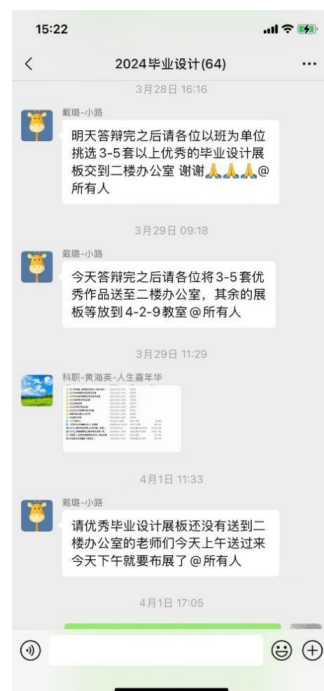 15:22
2024毕业设计(64)
3月28日 16:16
戴璐-小路
明天答辩完之后请各位以班为单位
挑选3-5套以上优秀的毕业设计展
板交到二楼办公室 谢谢🙏🙏🙏@
所有人
3月29日 09:18
戴璐-小路
今天答辩完之后请各位将3-5套优
秀作品送至二楼办公室，其余的展
板等放到4-2-9教室@所有人
3月29日 11:29
科职-黄海英-人生嘉年华
4月1日 11:33
戴璐-小路
请优秀毕业设计展板还没有送到二
楼办公室的老师们今天上午送过来
今天下午就要布展了@所有人
4月1日 17:05